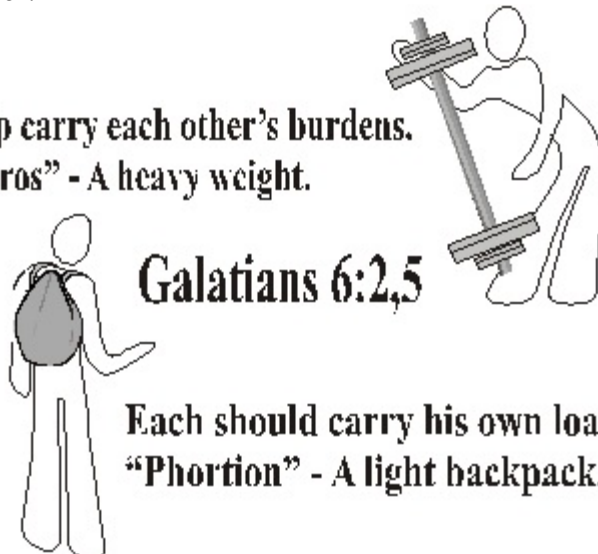 p carry each other's burdens.
ros” - A heavy weight.
Galatians 6:2,5
Each should carry his own loa
“Phortion” - A light backpack.